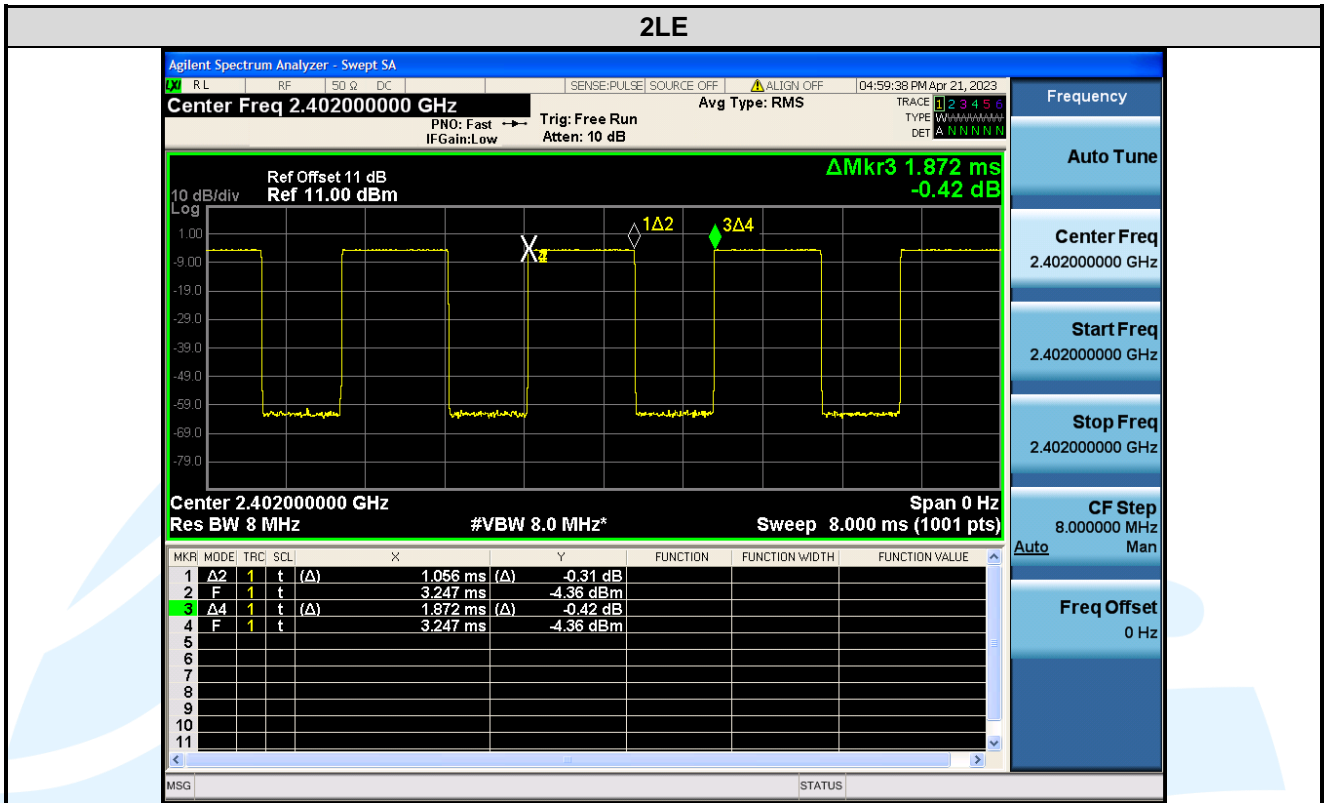 2LE
Agilent Spectrum Analyzer - Swept SA
LXI RL RF 50 Ω DC SENSE:PULSE SOURCE OFF ALIGN OFF 04:59:38 PM Apr 21, 2023
Center Freq 2.402000000 GHz
PNO: Fast
IFGain:Low
Trig: Free Run
Atten: 10 dB
Avg Type: RMS
TRACE 1 2 3 4 5 6
TYPE
DET A N N N N N
ΔMkr3 1.872 ms
-0.42 dB
Ref Offset 11 dB
10 dB/div Ref 11.00 dBm
Log
1.00
-9.00
-19.0
-29.0
-39.0
-49.0
-59.0
-69.0
-79.0
1Δ2
3Δ4
Center 2.402000000 GHz Span 0 Hz
Res BW 8 MHz #VBW 8.0 MHz* Sweep 8.000 ms (1001 pts)
MKR MODE TRC SCL X Y FUNCTION FUNCTION WIDTH FUNCTION VALUE
1 Δ2 1 t (Δ) 1.056 ms (Δ) -0.31 dB
2 F 1 t 3.247 ms -4.36 dBm
3 Δ4 1 t (Δ) 1.872 ms (Δ) -0.42 dB
4 F 1 t 3.247 ms -4.36 dBm
5
6
7
8
9
10
11
MSG STATUS
Frequency
Auto Tune
Center Freq
2.402000000 GHz
Start Freq
2.402000000 GHz
Stop Freq
2.402000000 GHz
CF Step
8.000000 MHz
Auto Man
Freq Offset
0 Hz